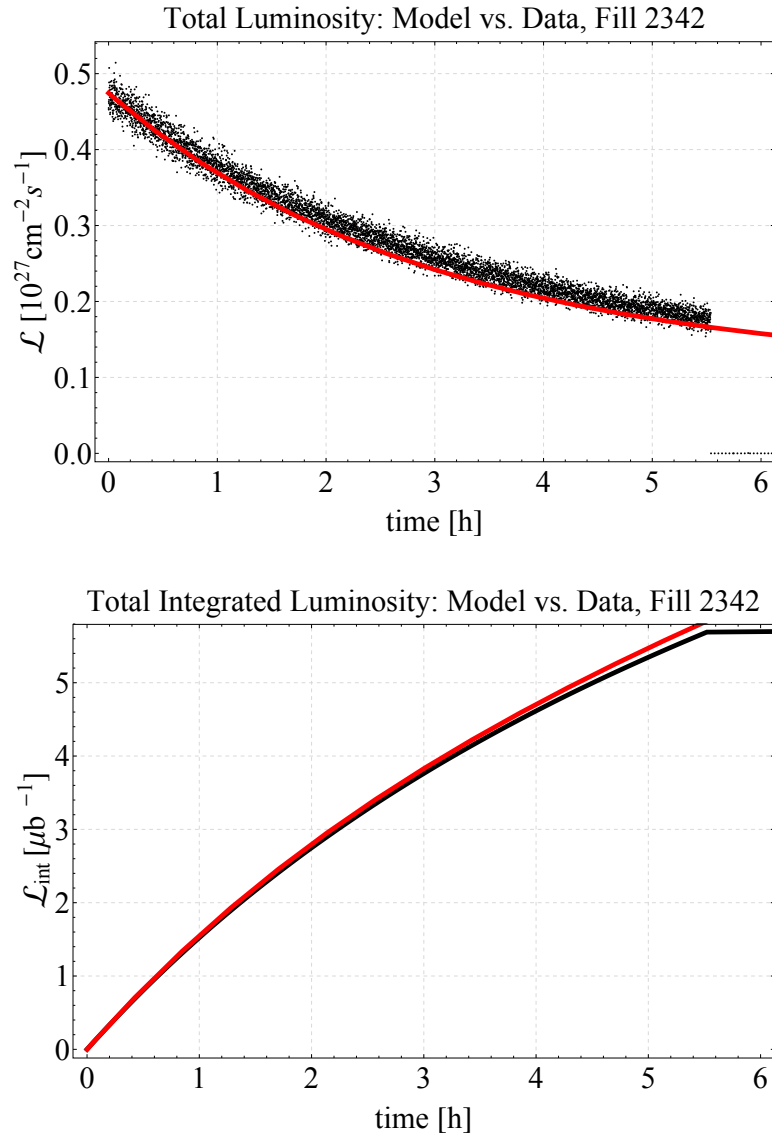 Total Luminosity: Model vs. Data, Fill 2342
0.5
0.4
0.3
0.2
0.1
0.0
ℒ [10²⁷cm⁻²s⁻¹]
0 1 2 3 4 5 6
time [h]
Total Integrated Luminosity: Model vs. Data, Fill 2342
5
4
3
2
1
0
ℒint [μb⁻¹]
0 1 2 3 4 5 6
time [h]